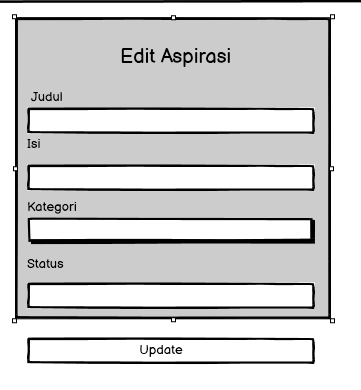 Edit Aspirasi
Judul
Isi
Kategori
Status
Update